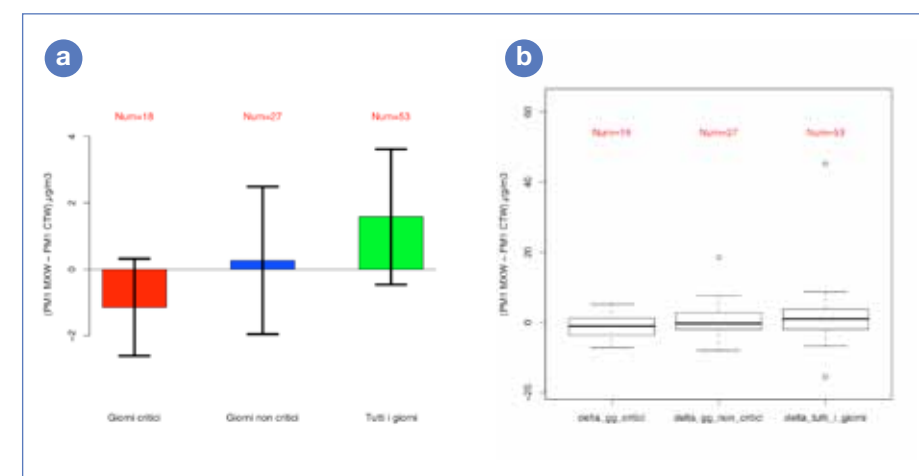 a
Num=18 Num=27 Num=53
(PM1 MXW – PM1 CTW) μg/m3
4
2
0
–2
Giorni critici Giorni non critici Tutti i giorni
b
Num=27 Num=53
(PM1 MXW – PM1 CTW) μg/m3
60
40
20
0
–20
delta_gg_critici delta_gg_non_critici delta_tutti_i_giorni